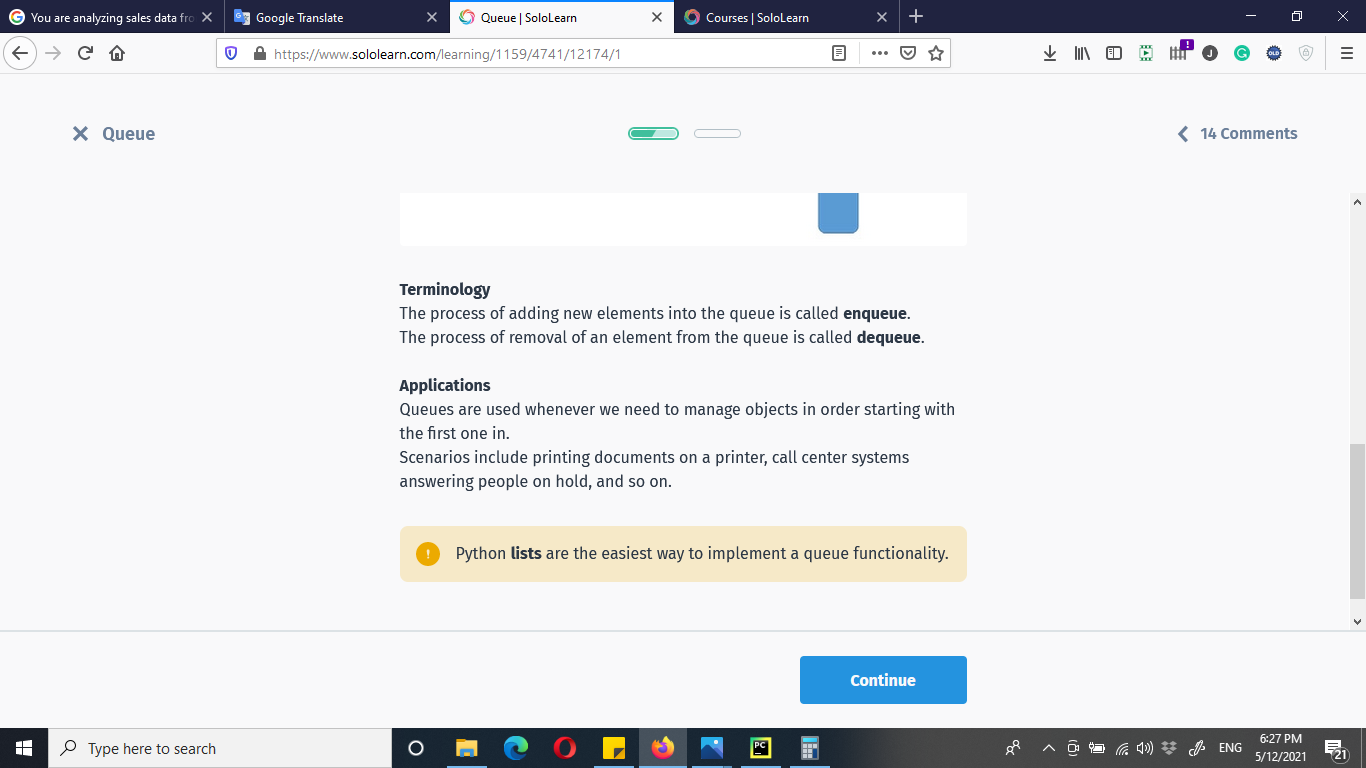 You are analyzing sales data fro
Google Translate
Queue | SoloLearn
Courses | SoloLearn
https://www.sololearn.com/learning/1159/4741/12174/1
Queue
14 Comments
Terminology
The process of adding new elements into the queue is called enqueue.
The process of removal of an element from the queue is called dequeue.
Applications
Queues are used whenever we need to manage objects in order starting with
the first one in.
Scenarios include printing documents on a printer, call center systems
answering people on hold, and so on.
! Python lists are the easiest way to implement a queue functionality.
Continue
Type here to search
PC
ENG
6:27 PM
5/12/2021
21